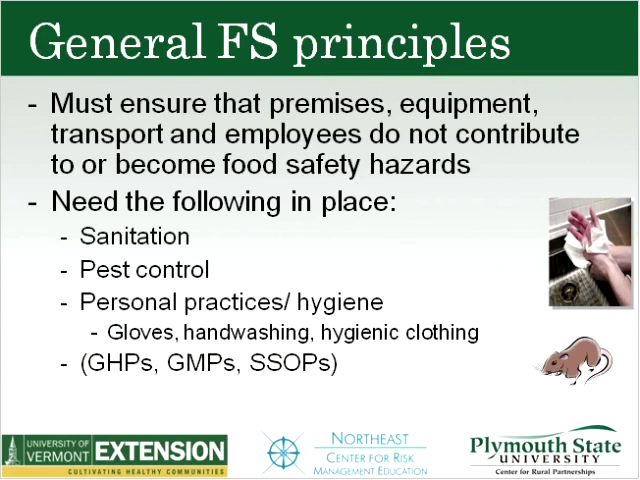 General FS principles
- Must ensure that premises, equipment,
transport and employees do not contribute
to or become food safety hazards
- Need the following in place:
- Sanitation
- Pest control
- Personal practices/ hygiene
- Gloves, handwashing, hygienic clothing
- (GHPs, GMPs, SSOPs)
UNIVERSITY OF
VERMONT EXTENSION
CULTIVATING HEALTHY COMMUNITIES
NORTHEAST
CENTER FOR RISK
MANAGEMENT EDUCATION
Plymouth State
UNIVERSITY
Center for Rural Partnerships